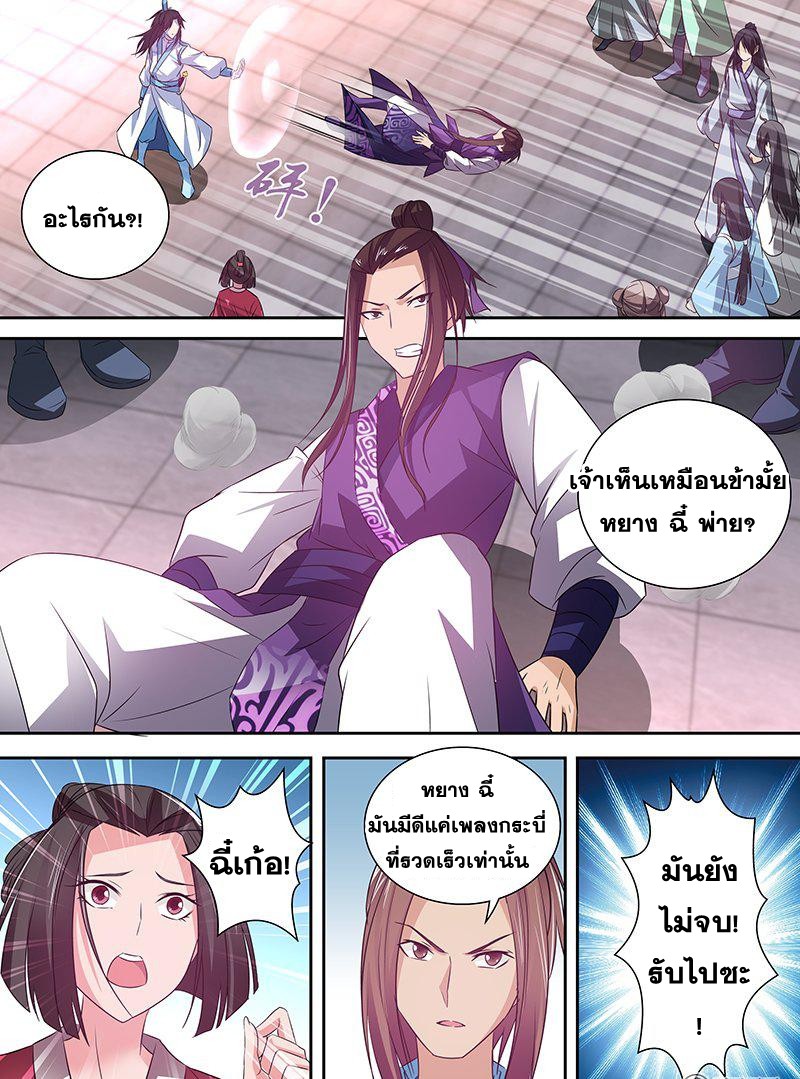 อะไรกัน?!
砰！
เจ้าเห็นเหมือนข้ามั้ย
หยาง ฉี่ พ่าย?
ฉี่เก้อ!
หยาง ฉี่
มันมีดีแค่เพลงกระบี่
ที่รวดเร็วเท่านั้น
มันยัง
ไม่จบ!
รับไปซะ
!